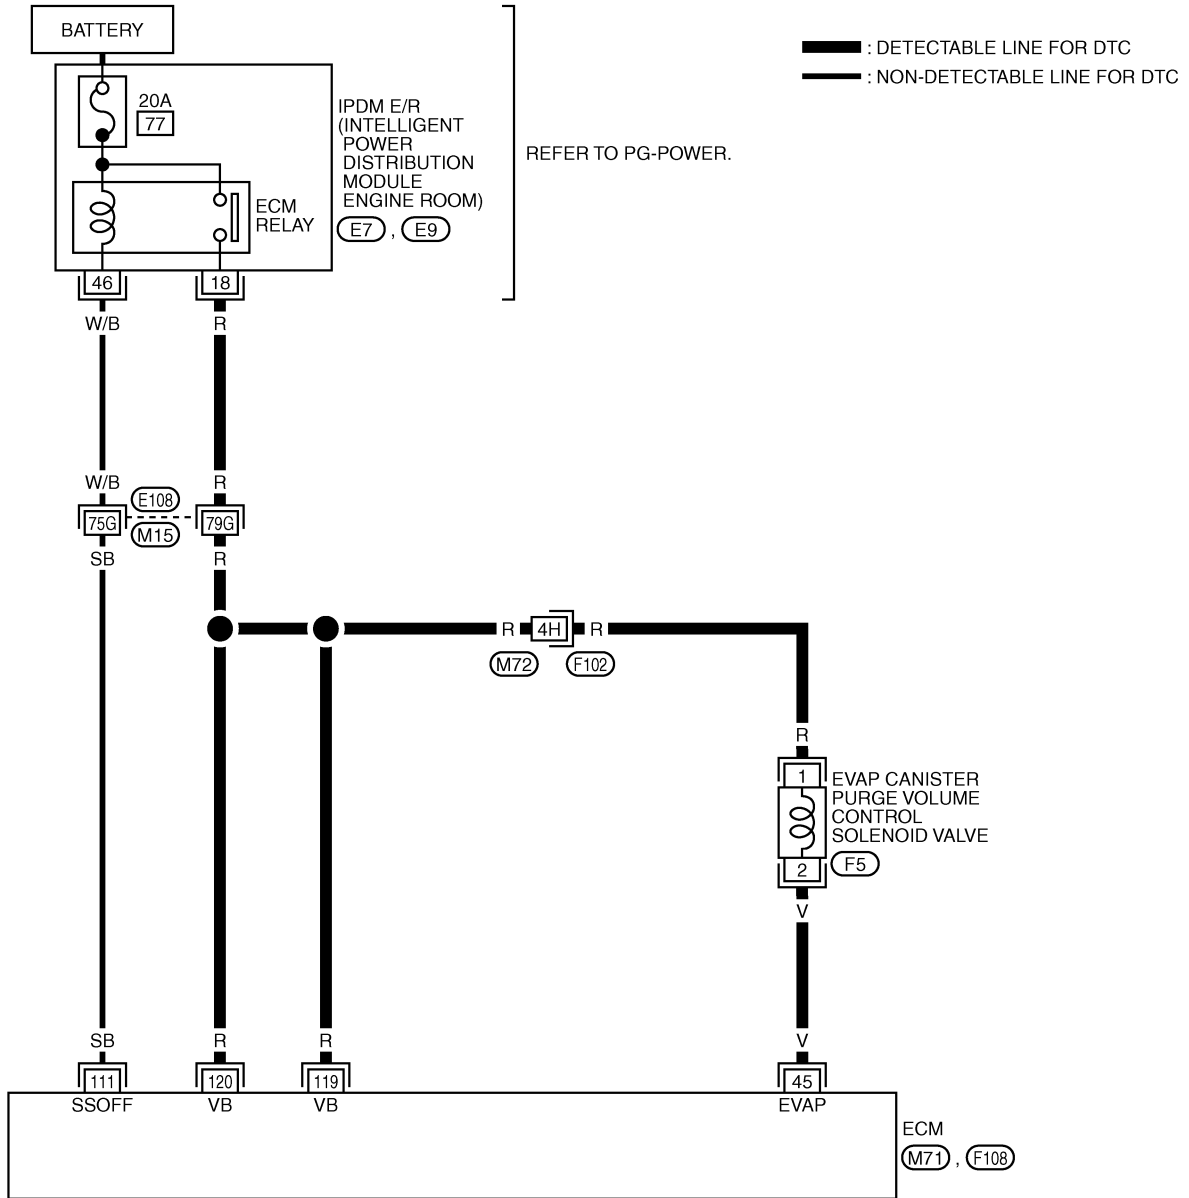 BATTERY
: DETECTABLE LINE FOR DTC
: NON-DETECTABLE LINE FOR DTC
20A
77
IPDM E/R
(INTELLIGENT
POWER
DISTRIBUTION
MODULE
ENGINE ROOM)
E7 , E9
REFER TO PG-POWER.
ECM
RELAY
46
18
W/B
R
W/B
R
E108
75G
79G
M15
SB
R
R
4H
R
M72
F102
R
1
EVAP CANISTER
PURGE VOLUME
CONTROL
SOLENOID VALVE
2
F5
V
SB
R
R
V
111
120
119
45
SSOFF
VB
VB
EVAP
ECM
M71 , F108